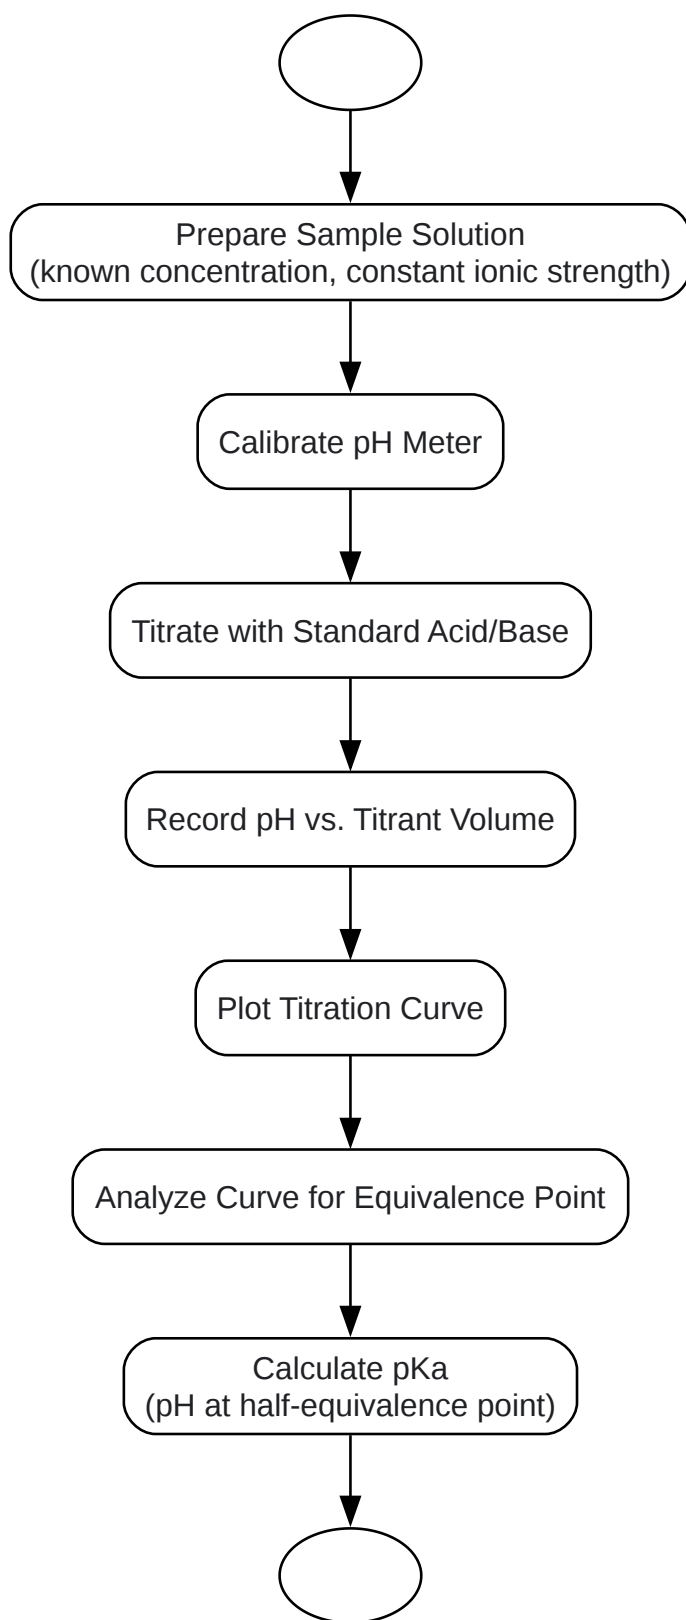 Prepare Sample Solution
(known concentration, constant ionic strength)
Calibrate pH Meter
Titrate with Standard Acid/Base
Record pH vs. Titrant Volume
Plot Titration Curve
Analyze Curve for Equivalence Point
Calculate pKa
(pH at half-equivalence point)